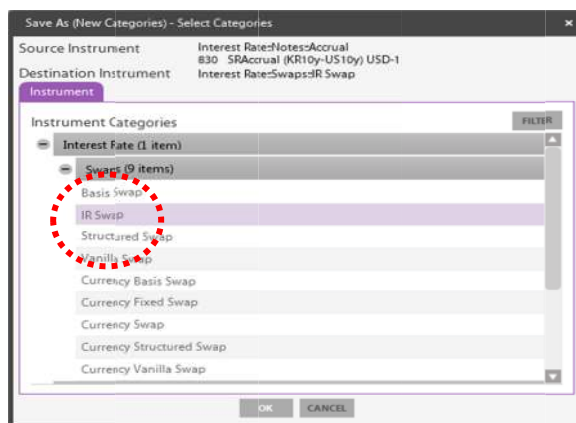 Save As (New Categories) - Select Categories ×
Source Instrument Interest Rate:Notes:Accrual
830 SRAccrual (KR10y-US10y) USD-1
Destination Instrument Interest Rate:Swaps:IR Swap
Instrument
Instrument Categories FILTER
Interest Rate (1 item)
Swaps (9 items)
Basis Swap
IR Swap
Structured Swap
Vanilla Swap
Currency Basis Swap
Currency Fixed Swap
Currency Swap
Currency Structured Swap
Currency Vanilla Swap
OK CANCEL